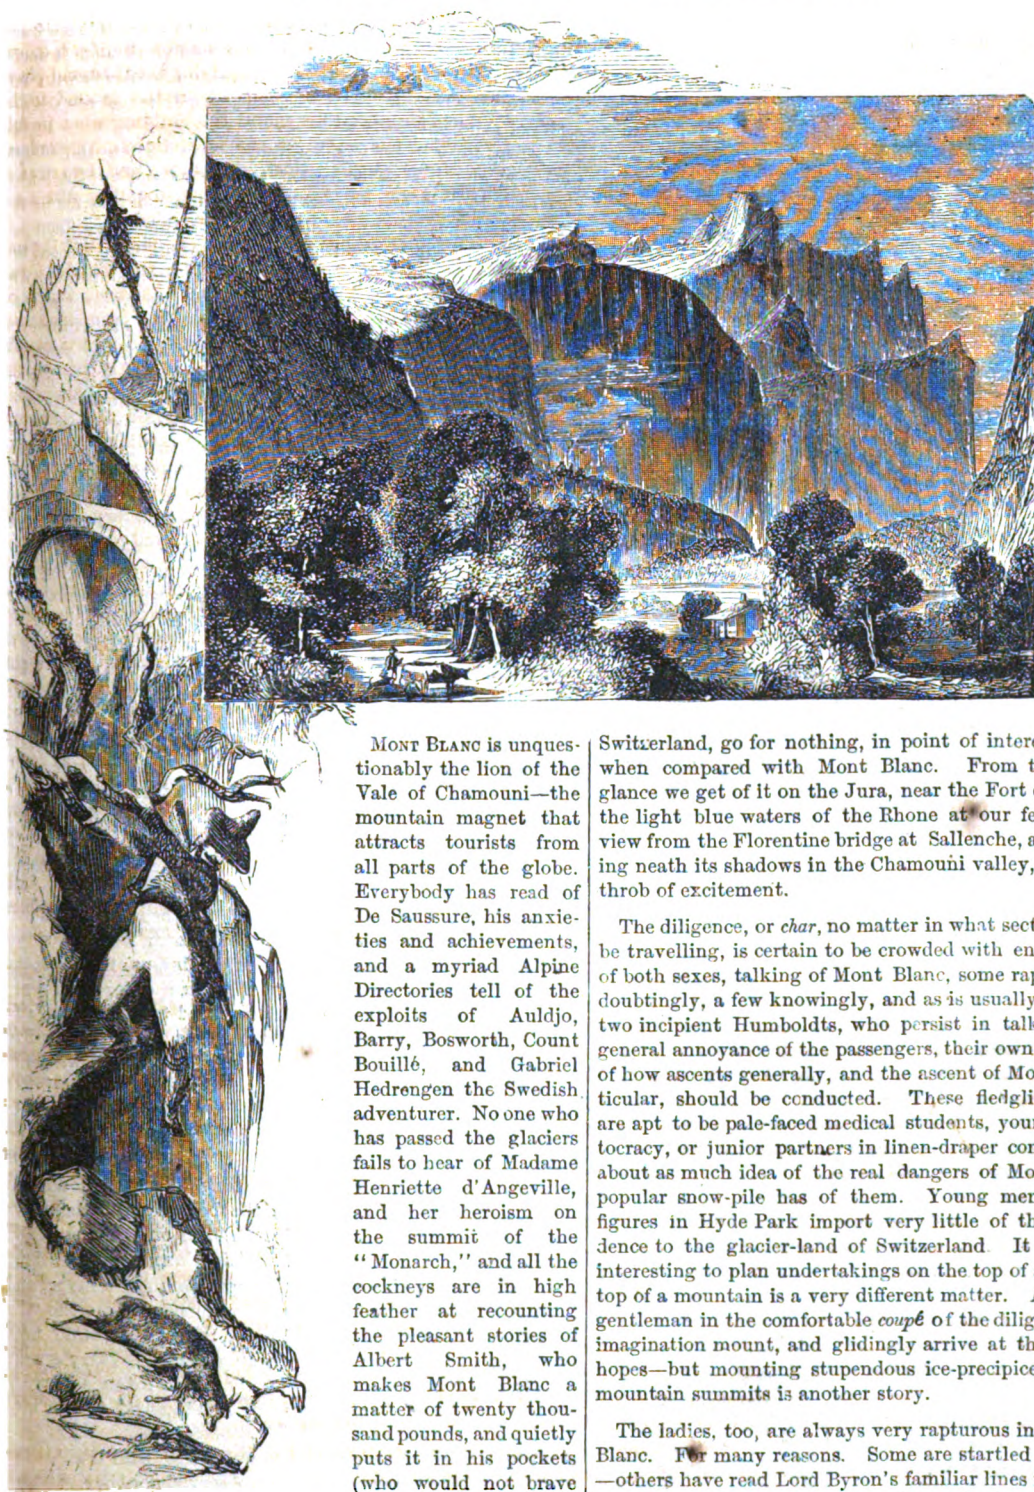 MONT BLANC is unques-
tionably the lion of the
Vale of Chamouni—the
mountain magnet that
attracts tourists from
all parts of the globe.
Everybody has read of
De Saussure, his anxie-
ties and achievements,
and a myriad Alpine
Directories tell of the
exploits of Auldjo,
Barry, Bosworth, Count
Bouillé, and Gabriel
Hedrengen the Swedish
adventurer. No one who
has passed the glaciers
fails to hear of Madame
Henriette d'Angeville,
and her heroism on
the summit of the
"Monarch," and all the
cockneys are in high
feather at recounting
the pleasant stories of
Albert Smith, who
makes Mont Blanc a
matter of twenty thou-
sand pounds, and quietly
puts it in his pockets
(who would not brave
Switzerland, go for nothing, in point of
when compared with Mont Blanc. From
glance we get of it on the Jura, near the Fort
the light blue waters of the Rhone at our
view from the Florentine bridge at Sallenche,
ing neath its shadows in the Chamouni valley,
throb of excitement.
The diligence, or char, no matter in what
be travelling, is certain to be crowded with
of both sexes, talking of Mont Blanc, some
doubtingly, a few knowingly, and as is usually
two incipient Humboldts, who persist in
general annoyance of the passengers, their own
of how ascents generally, and the ascent of
ticular, should be conducted. These
are apt to be pale-faced medical students,
tocracy, or junior partners in linen-draper
about as much idea of the real dangers of
popular snow-pile has of them. Young
figures in Hyde Park import very little of
dence to the glacier-land of Switzerland. It
interesting to plan undertakings on the top of
top of a mountain is a very different matter.
gentleman in the comfortable coupé of the
imagination mount, and glidingly arrive at
hopes—but mounting stupendous
mountain summits is another story.
The ladies, too, are always very rapturous in
Blanc. For many reasons. Some are startled
—others have read Lord Byron's familiar lines